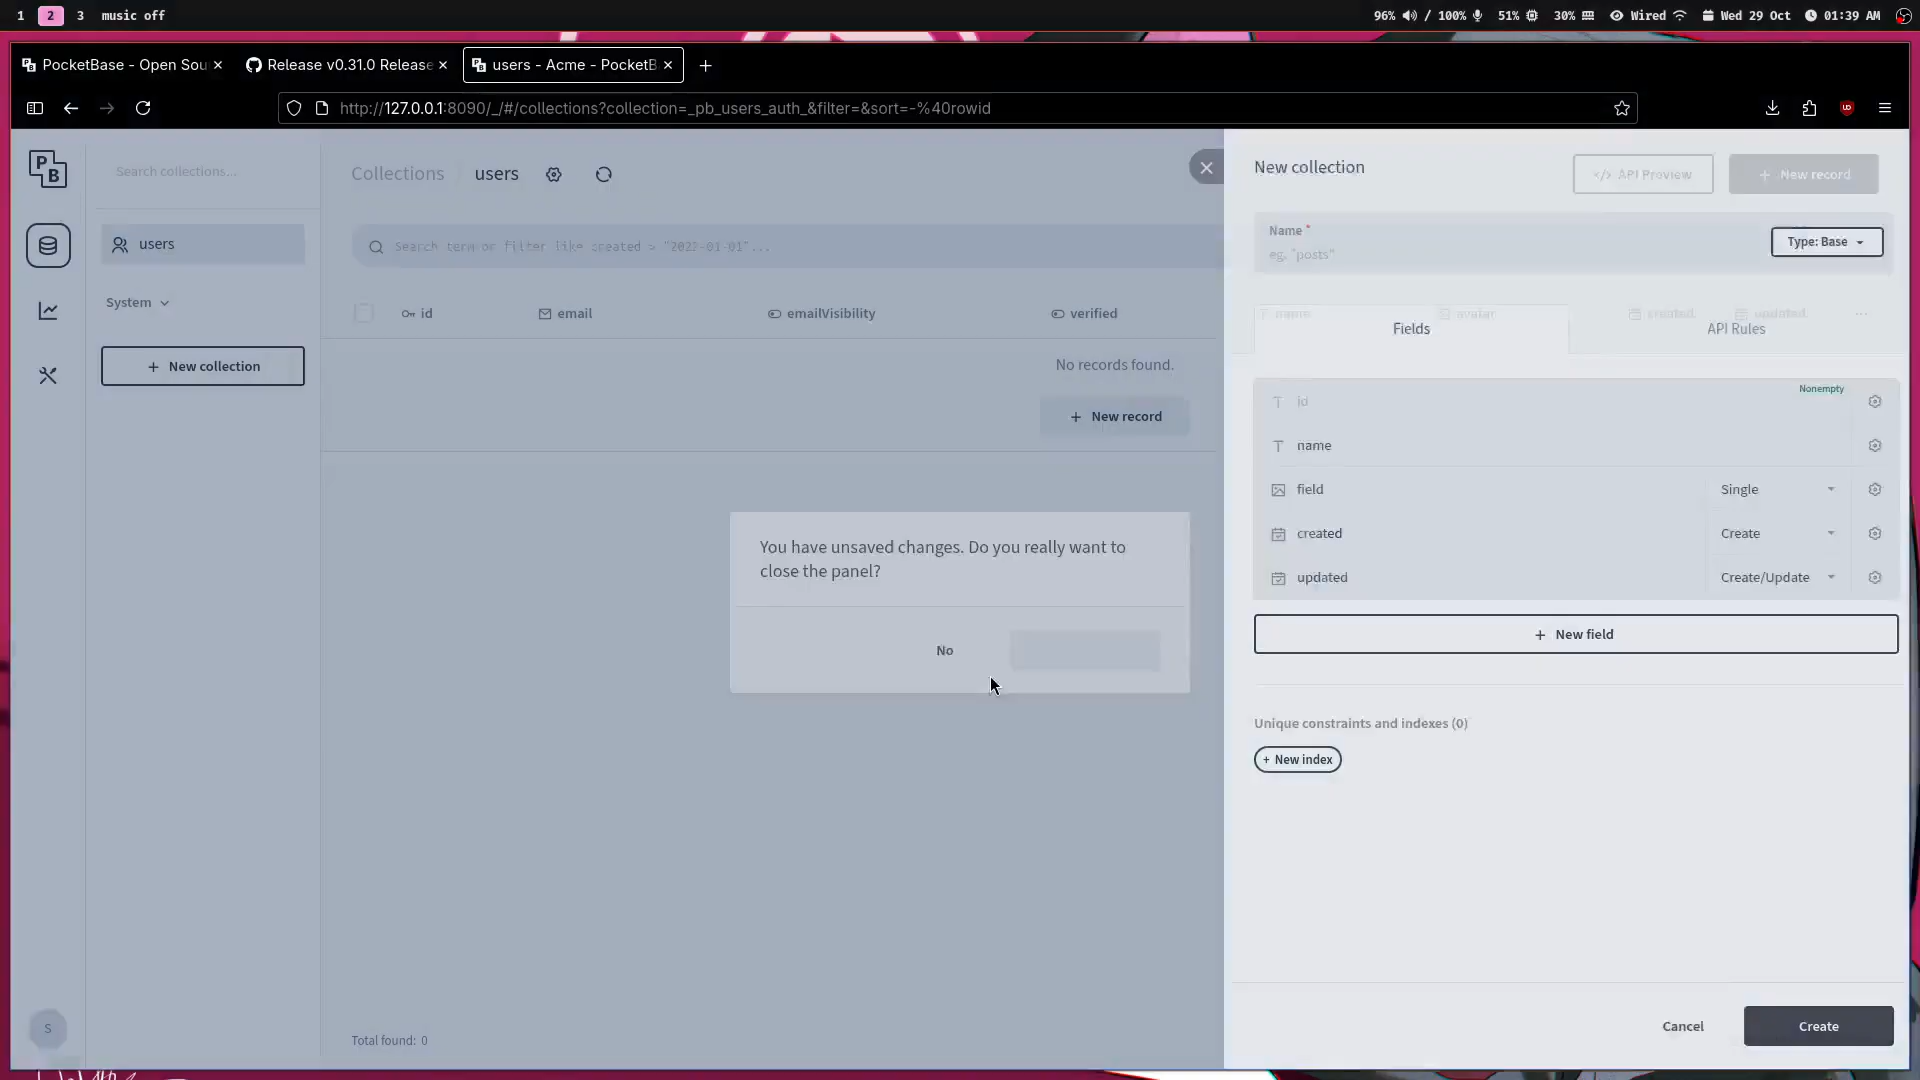 1 2 3 music off
96% / 100% 51% 30% Wired Wed 29 Oct 01:39 AM
PocketBase - Open Sou
Release v0.31.0 Release
users - Acme - PocketB
http://127.0.0.1:8090/_/#/collections?collection=_pb_users_auth_&filter=&sort=-%40rowid
PB
Search collections...
users
System
+ New collection
S
Collections users
Search term or filter like created > "2022-01-01"...
id email emailVisibility verified name avatar created updated ...
No records found.
+ New record
Total found: 0
You have unsaved changes. Do you really want to
close the panel?
No
New collection
</> API Preview
+ New record
Name *
eg. "posts"
Type: Base
Fields API Rules
id Nonempty
name
field Single
created Create
updated Create/Update
+ New field
Unique constraints and indexes (0)
+ New index
Cancel Create